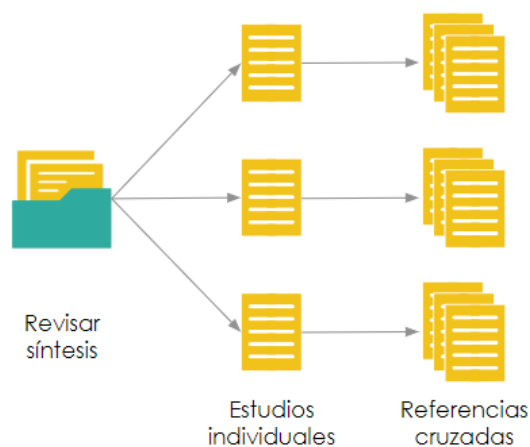 Revisar
síntesis
Estudios
individuales
Referencias
cruzadas